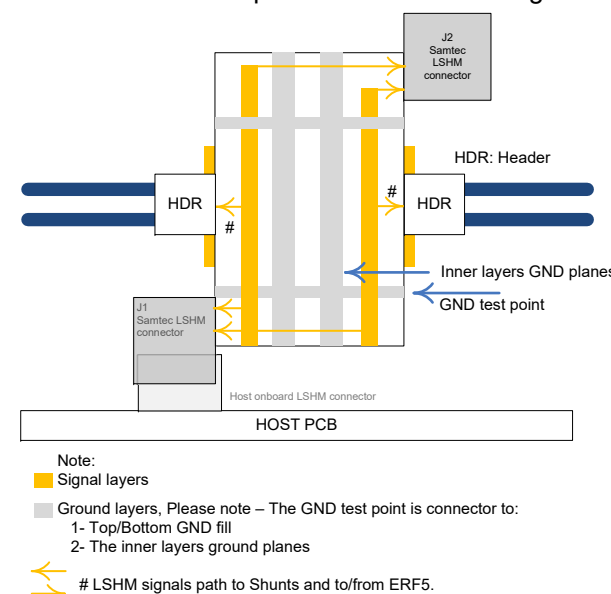 J2
Samtec
LSHM
connector
HDR: Header
HDR
#
#
HDR
Inner layers GND planes
GND test point
J1
Samtec LSHM
connector
Host onboard LSHM connector
HOST PCB
Note:
Signal layers
Ground layers, Please note – The GND test point is connector to:
1- Top/Bottom GND fill
2- The inner layers ground planes
# LSHM signals path to Shunts and to/from ERF5.